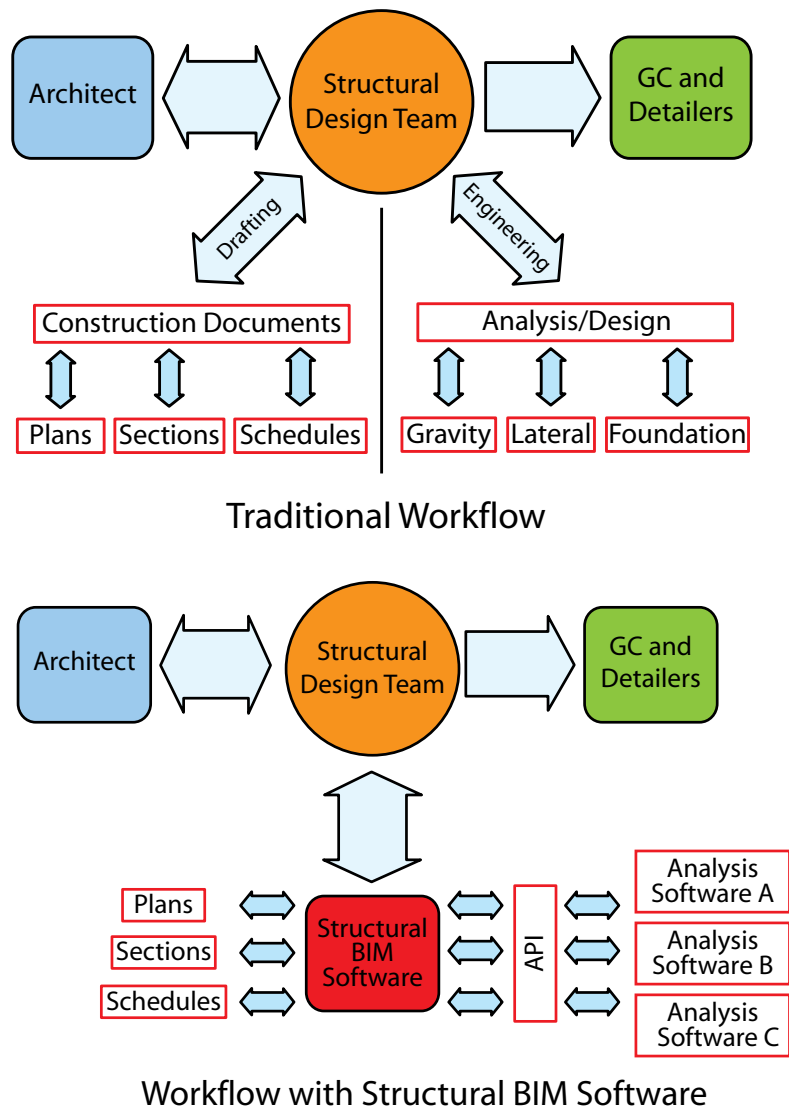 Architect
Structural
Design Team
GC and
Detailers
Drafting
Engineering
Construction Documents
Analysis/Design
Plans
Sections
Schedules
Gravity
Lateral
Foundation
Traditional Workflow
Architect
Structural
Design Team
GC and
Detailers
Plans
Sections
Schedules
Structural
BIM
Software
API
Analysis
Software A
Analysis
Software B
Analysis
Software C
Workflow with Structural BIM Software